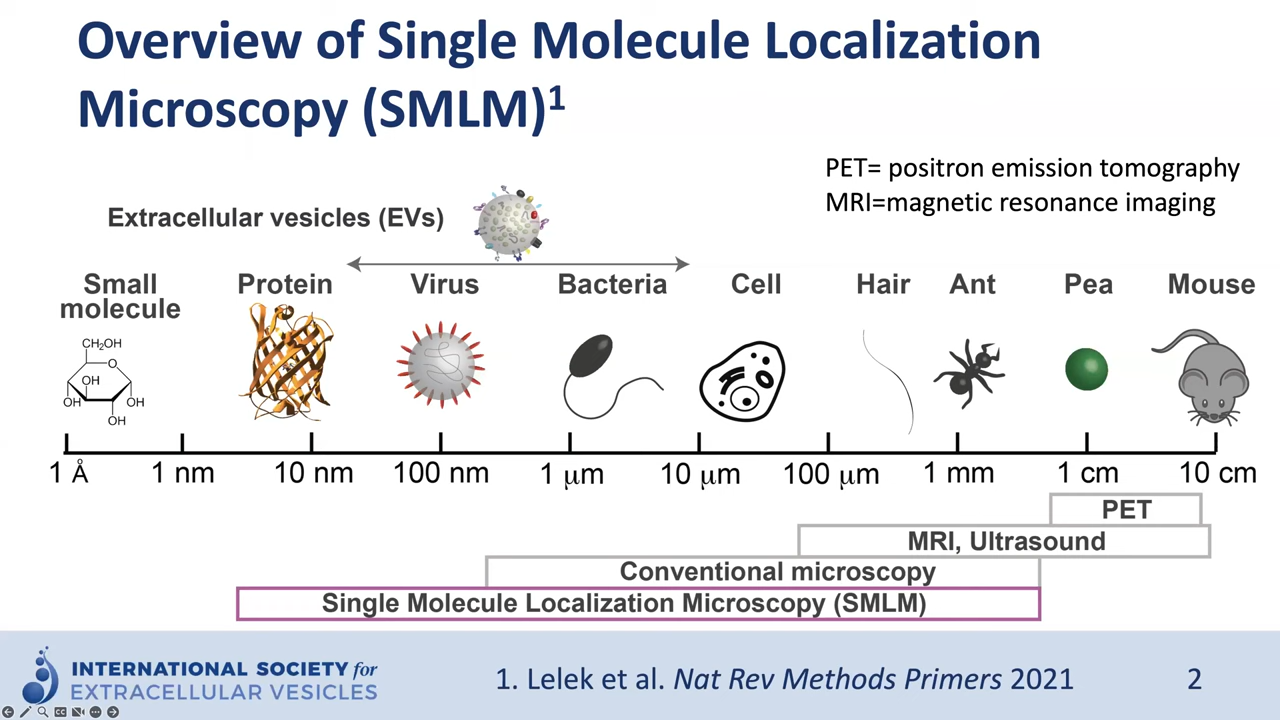 Overview of Single Molecule Localization
Microscopy (SMLM)¹
PET= positron emission tomography
MRI=magnetic resonance imaging
Extracellular vesicles (EVs)
Small
molecule
Protein
Virus
Bacteria
Cell
Hair
Ant
Pea
Mouse
CH₂OH
O
OH
OH
OH
OH
1 Å
1 nm
10 nm
100 nm
1 μm
10 μm
100 μm
1 mm
1 cm
10 cm
PET
MRI, Ultrasound
Conventional microscopy
Single Molecule Localization Microscopy (SMLM)
INTERNATIONAL SOCIETY for
EXTRACELLULAR VESICLES
1. Lelek et al. Nat Rev Methods Primers 2021
2